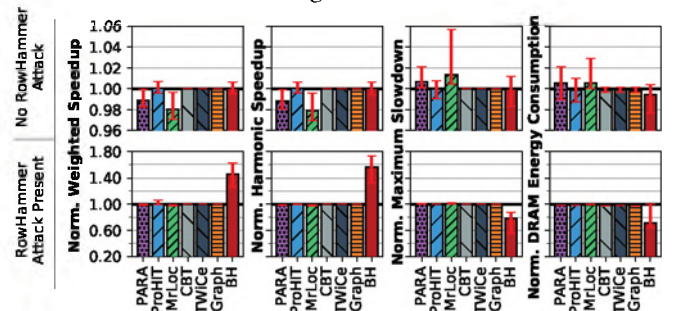 No RowHammer
Attack
RowHammer
Attack Present
Norm. Weighted Speedup
1.06
1.04
1.02
1.00
0.98
0.96
1.80
1.40
1.00
0.60
0.20
Norm. Harmonic Speedup
Norm. Maximum Slowdown
Norm. DRAM Energy Consumption
PARA
ProHIT
MrLoc
CBT
TWiCe
Graph
BH
PARA
ProHIT
MrLoc
CBT
TWiCe
Graph
BH
PARA
ProHIT
MrLoc
CBT
TWiCe
Graph
BH
PARA
ProHIT
MrLoc
CBT
TWiCe
Graph
BH